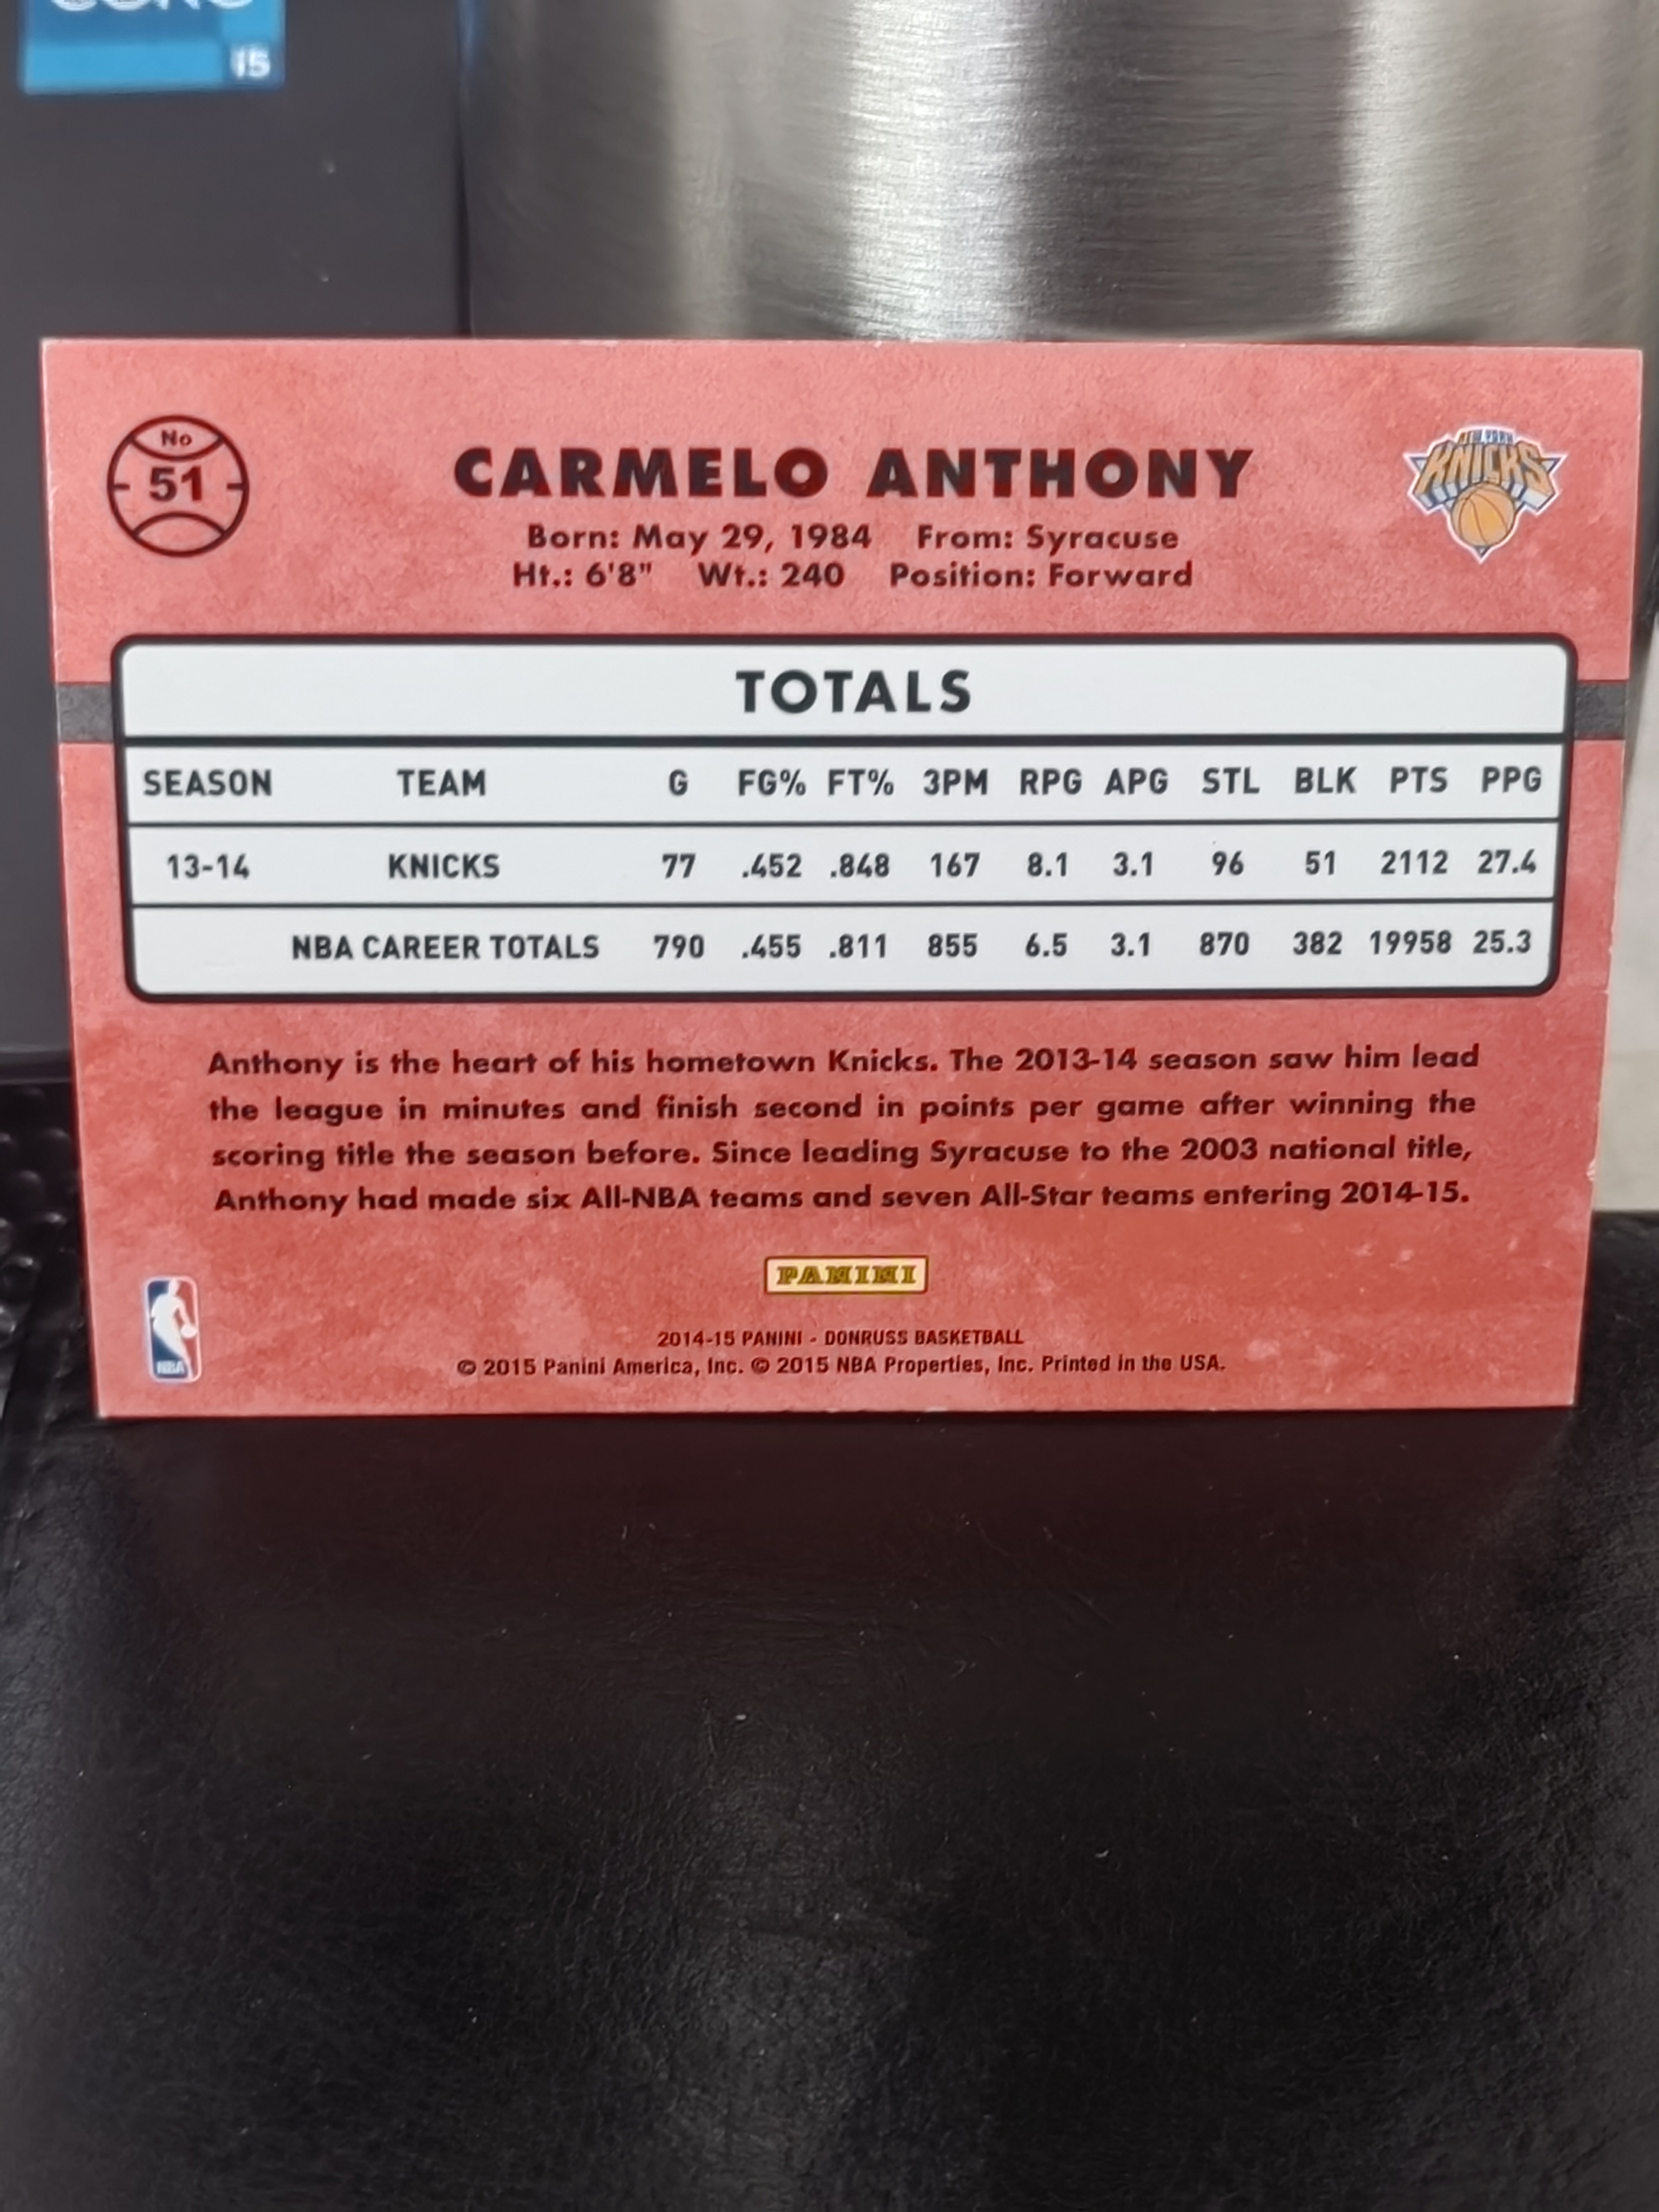 i5
No
51
CARMELO ANTHONY
Born: May 29, 1984 From: Syracuse
Ht.: 6'8" Wt.: 240 Position: Forward
NEW YORK
KNICKS
TOTALS
SEASON TEAM G FG% FT% 3PM RPG APG STL BLK PTS PPG
13-14 KNICKS 77 .452 .848 167 8.1 3.1 96 51 2112 27.4
NBA CAREER TOTALS 790 .455 .811 855 6.5 3.1 870 382 19958 25.3
Anthony is the heart of his hometown Knicks. The 2013-14 season saw him lead
the league in minutes and finish second in points per game after winning the
scoring title the season before. Since leading Syracuse to the 2003 national title,
Anthony had made six All-NBA teams and seven All-Star teams entering 2014-15.
PANINI
NBA
2014-15 PANINI - DONRUSS BASKETBALL
© 2015 Panini America, Inc. © 2015 NBA Properties, Inc. Printed in the USA.